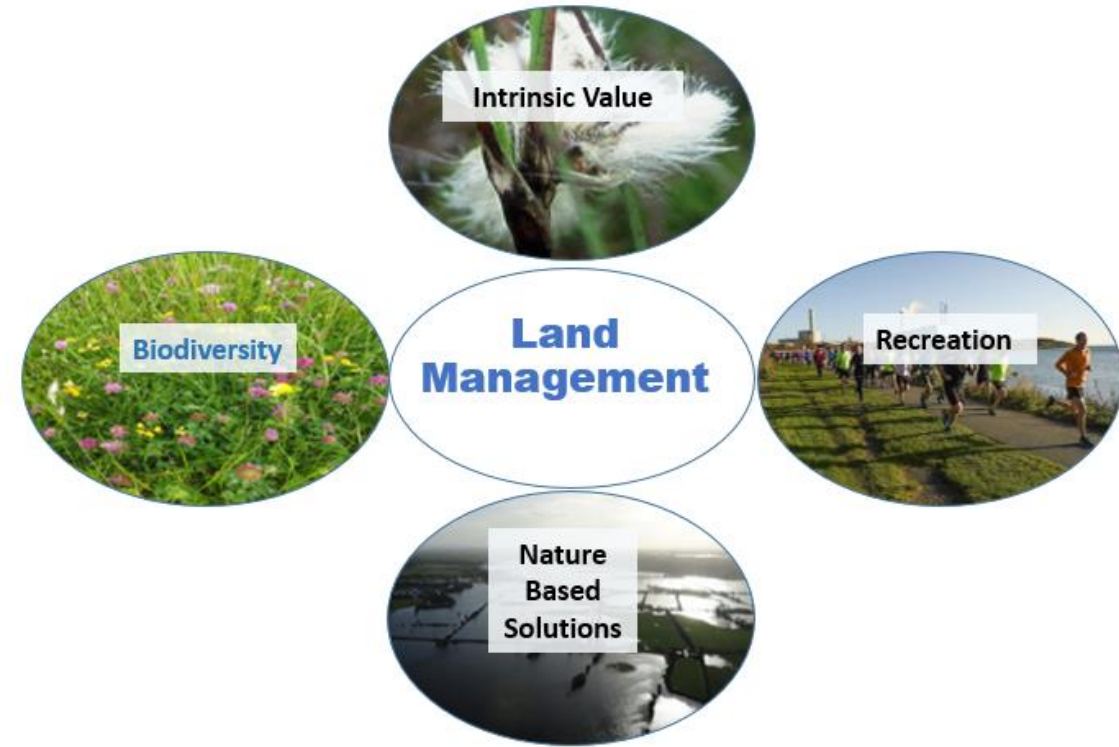 Intrinsic Value
Biodiversity
Land
Management
Recreation
Nature
Based
Solutions